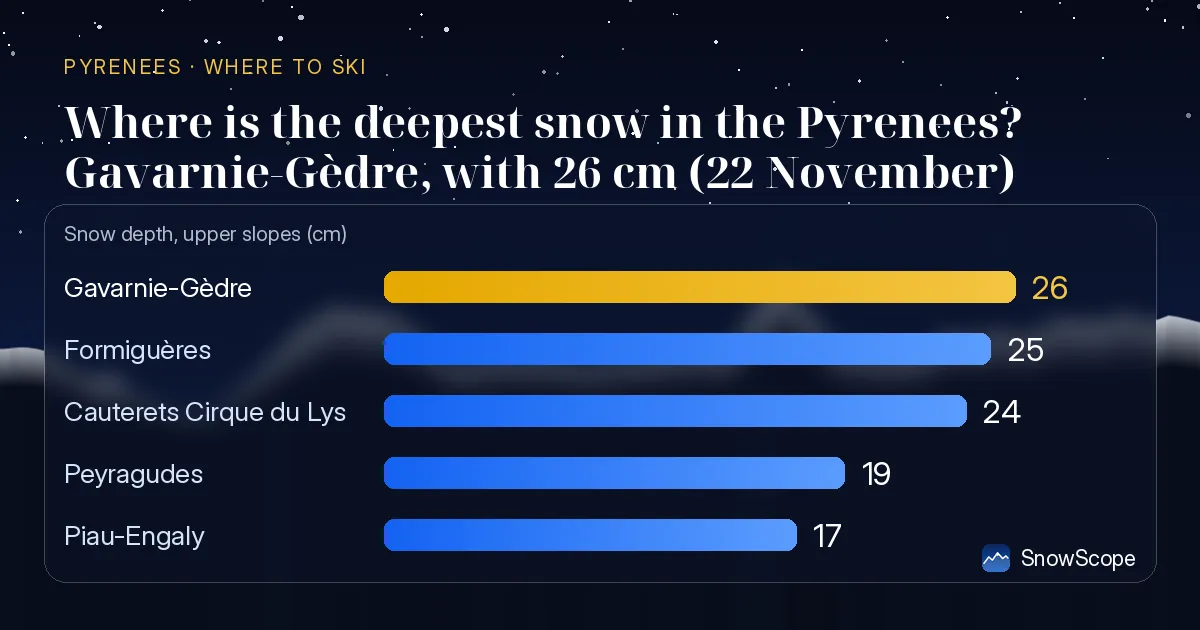 PYRENEES · WHERE TO SKI
Where is the deepest snow in the Pyrenees?
Gavarnie-Gèdre, with 26 cm (22 November)
Snow depth, upper slopes (cm)
Gavarnie-Gèdre 26
Formiguères 25
Cauterets Cirque du Lys 24
Peyragudes 19
Piau-Engaly 17
SnowScope